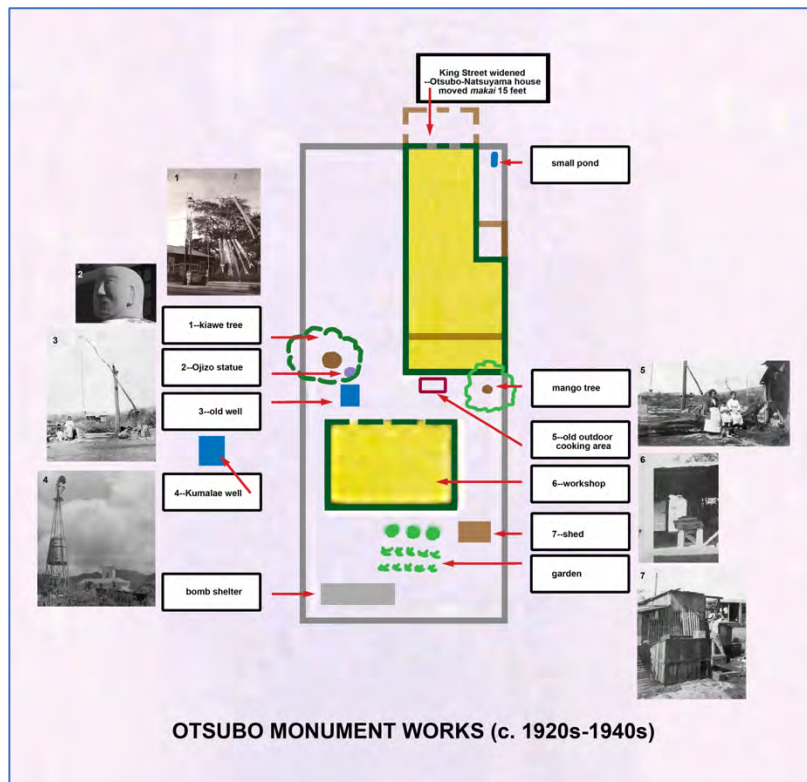 King Street widened
--Otsubo-Natsuyama house
moved makai 15 feet
small pond
1
2
1--kiawe tree
3
2--Ojizo statue
mango tree
5
3--old well
5--old outdoor
cooking area
6
4--Kumalae well
6--workshop
4
7--shed
7
bomb shelter
garden
OTSUBO MONUMENT WORKS (c. 1920s-1940s)